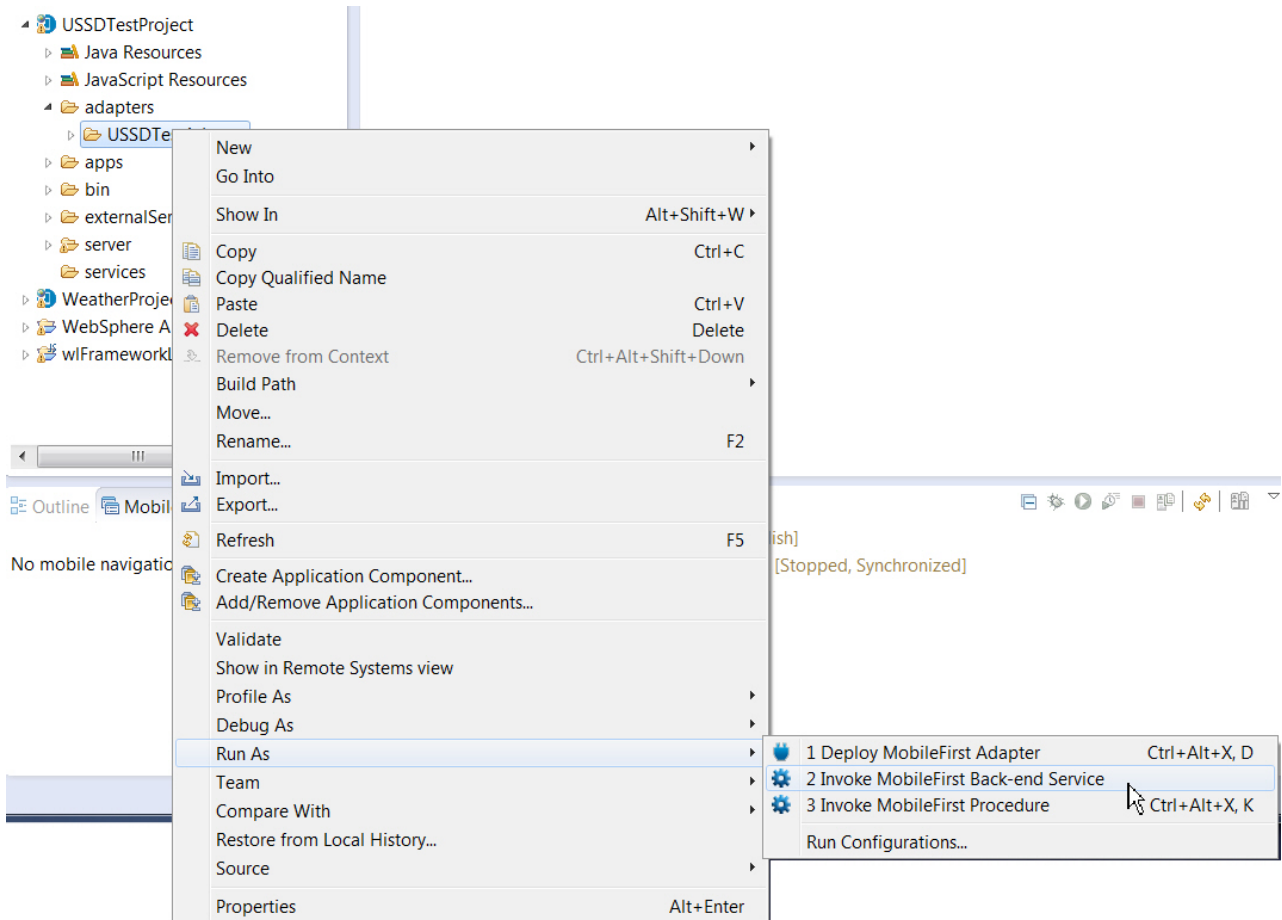 USSDTestProject
Java Resources
JavaScript Resources
adapters
USSDTe
apps
bin
externalSer
server
services
WeatherProje
WebSphere A
wlFrameworkL
New
Go Into
Show In Alt+Shift+W
Copy Ctrl+C
Copy Qualified Name
Paste Ctrl+V
Delete Delete
Remove from Context Ctrl+Alt+Shift+Down
Build Path
Move...
Rename... F2
Import...
Export...
Refresh F5
Create Application Component...
Add/Remove Application Components...
Validate
Show in Remote Systems view
Profile As
Debug As
Run As
Team
Compare With
Restore from Local History...
Source
Properties Alt+Enter
Outline Mobil
No mobile navigatio
ish]
[Stopped, Synchronized]
1 Deploy MobileFirst Adapter Ctrl+Alt+X, D
2 Invoke MobileFirst Back-end Service
3 Invoke MobileFirst Procedure Ctrl+Alt+X, K
Run Configurations...